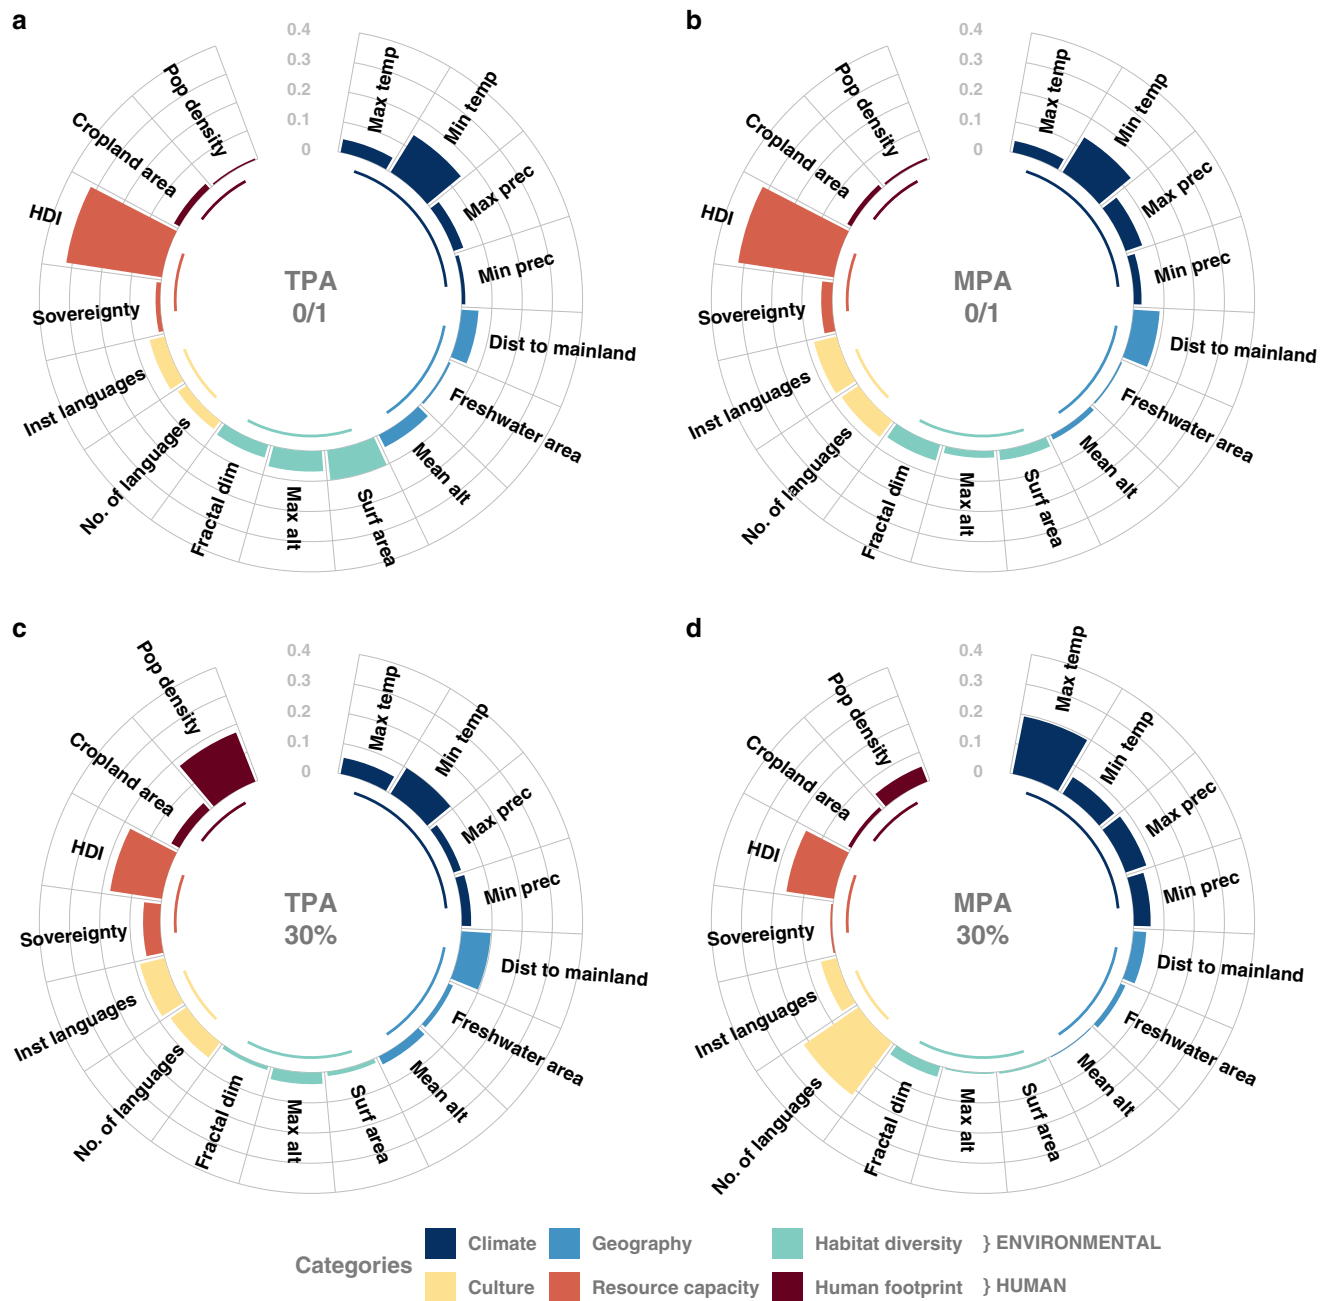 a
0.4
0.3
0.2
0.1
0
Max temp
Min temp
Max prec
Min prec
Dist to mainland
Freshwater area
Mean alt
Surf area
Max alt
Fractal dim
No. of languages
Inst languages
Sovereignty
HDI
Cropland area
Pop density
TPA
0/1
b
0.4
0.3
0.2
0.1
0
Max temp
Min temp
Max prec
Min prec
Dist to mainland
Freshwater area
Mean alt
Surf area
Max alt
Fractal dim
No. of languages
Inst languages
Sovereignty
HDI
Cropland area
Pop density
MPA
0/1
c
0.4
0.3
0.2
0.1
0
Max temp
Min temp
Max prec
Min prec
Dist to mainland
Freshwater area
Mean alt
Surf area
Max alt
Fractal dim
No. of languages
Inst languages
Sovereignty
HDI
Cropland area
Pop density
TPA
30%
d
0.4
0.3
0.2
0.1
0
Max temp
Min temp
Max prec
Min prec
Dist to mainland
Freshwater area
Mean alt
Surf area
Max alt
Fractal dim
No. of languages
Inst languages
Sovereignty
HDI
Cropland area
Pop density
MPA
30%
Categories
Climate Geography Habitat diversity } ENVIRONMENTAL
Culture Resource capacity Human footprint } HUMAN